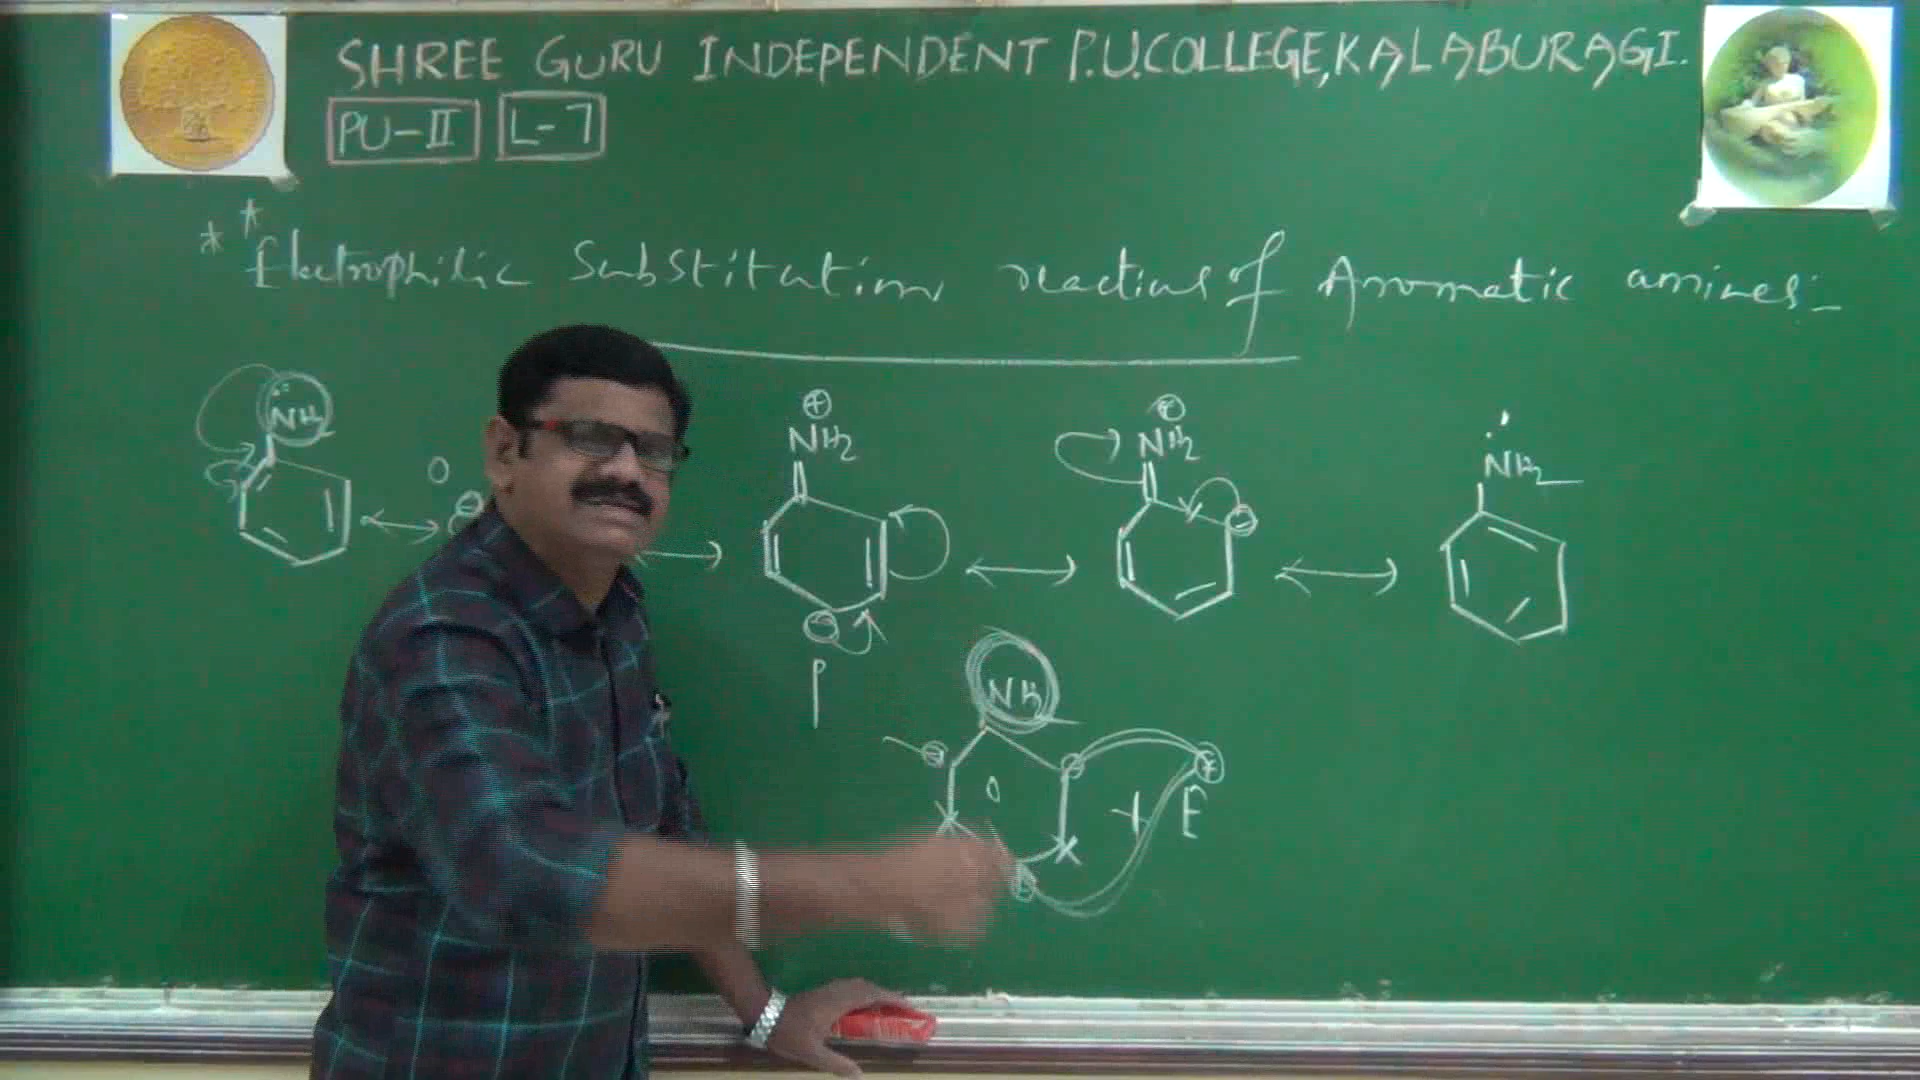 SHREE GURU INDEPENDENT P.U.COLLEGE, KALABURAGI.
PU-II L-7
** Electrophilic Substitution reactions of Aromatic amines:-
NH2 NH2 NH2 NH2
O
P
NH2
O + E